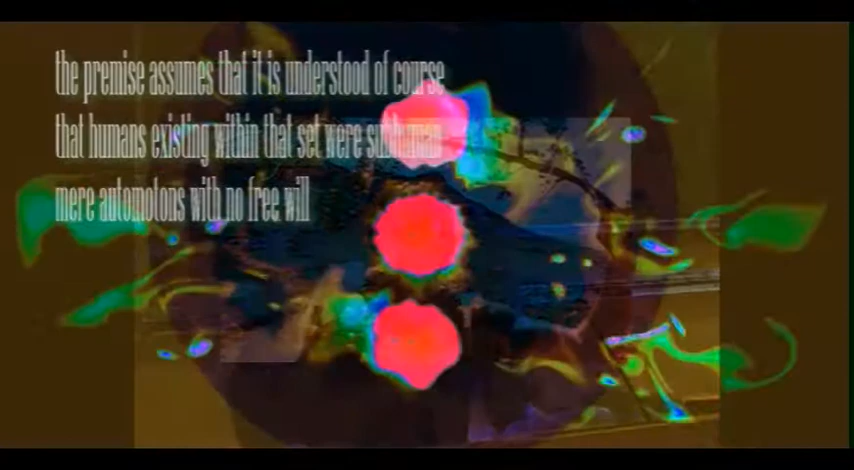 the premise assumes that it is understood of course
that humans existing within that set were subhuman
mere automotons with no free will